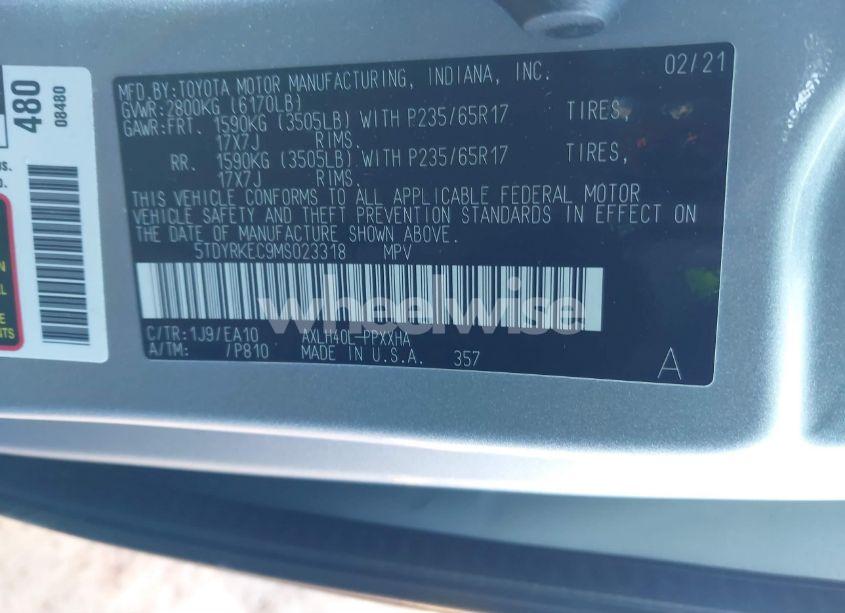 MFD.BY:TOYOTA MOTOR MANUFACTURING, INDIANA, INC. 02/21
GVWR:2800KG (6170LB)
GAWR:FRT. 1590KG (3505LB) WITH P235/65R17 TIRES,
17X7J RIMS.
RR. 1590KG (3505LB) WITH P235/65R17 TIRES,
17X7J RIMS.
THIS VEHICLE CONFORMS TO ALL APPLICABLE FEDERAL MOTOR
VEHICLE SAFETY AND THEFT PREVENTION STANDARDS IN EFFECT ON
THE DATE OF MANUFACTURE SHOWN ABOVE.
5TDYRKEC9MS023318 MPV
wheelwise
C/TR:1J9/EA10 AXLH40L-PPXXHA
A/TM: /P810 MADE IN U.S.A. 357 A
480
08480